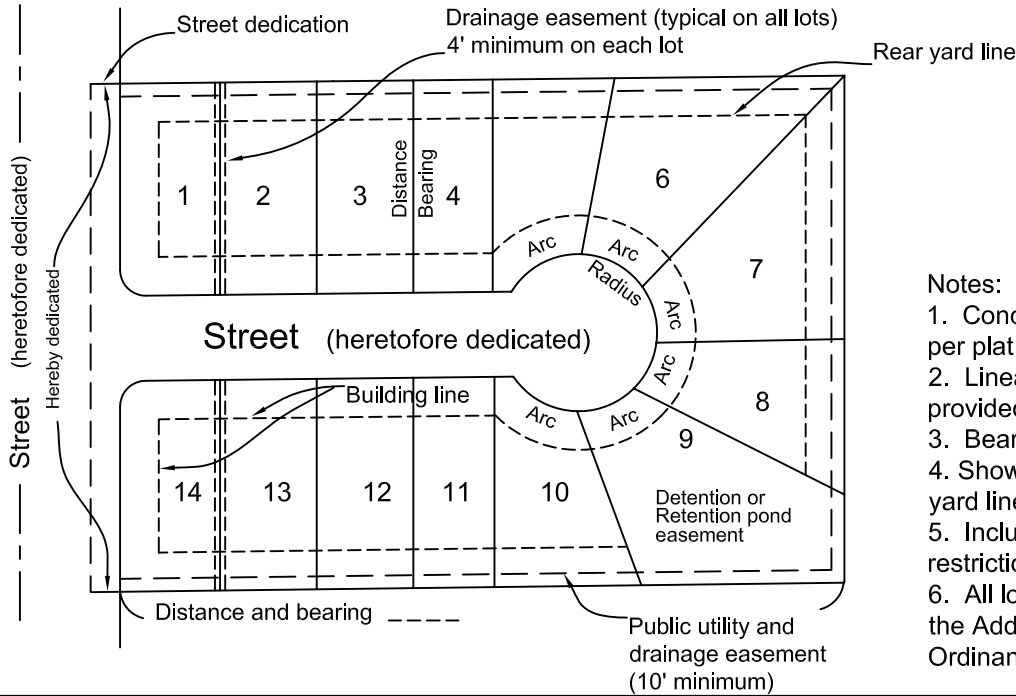 Street dedication
Drainage easement (typical on all lots)
4' minimum on each lot
Rear yard line
Street (heretofore dedicated)
Hereby dedicated
1
2
3
Distance
Bearing
4
6
7
8
9
Arc
Arc
Radius
Arc
Arc
Arc
Arc
Street (heretofore dedicated)
Building line
14
13
12
11
10
Detention or
Retention pond
easement
Distance and bearing
Public utility and
drainage easement
(10' minimum)
Notes:
1. Conc
per plat
2. Linea
provided
3. Bear
4. Show
yard line
5. Inclu
restrictio
6. All lo
the Add
Ordinan